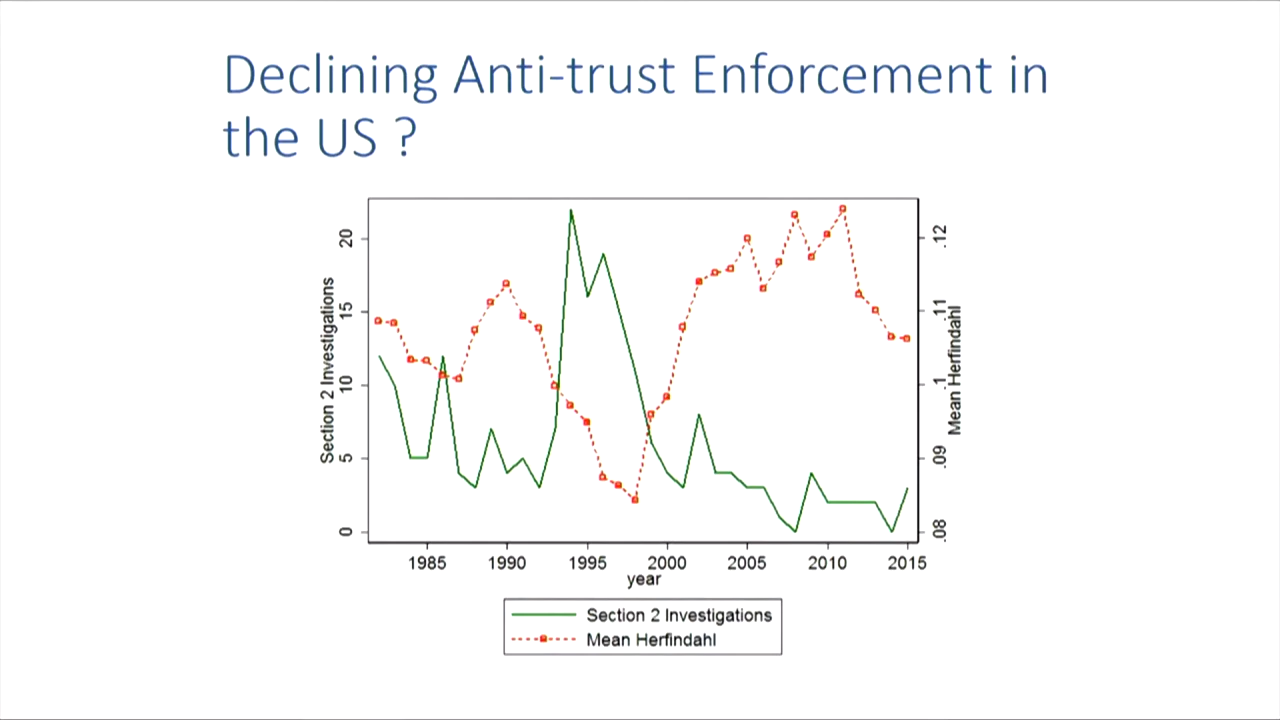 Declining Anti-trust Enforcement in
the US ?
Section 2 Investigations
20
15
10
5
0
.12
.11
.1
.09
.08
Mean Herfindahl
1985 1990 1995 2000 2005 2010 2015
year
Section 2 Investigations
Mean Herfindahl